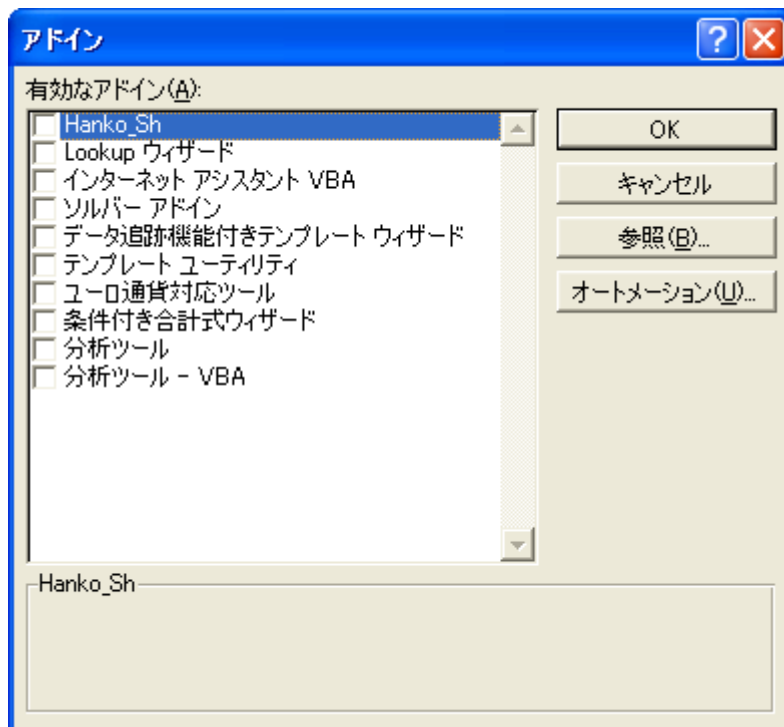 アドイン
有効なアドイン(A):
Hanko_Sh
Lookup ウィザード
インターネット アシスタント VBA
ソルバー アドイン
データ追跡機能付きテンプレート ウィザード
テンプレート ユーティリティ
ユーロ通貨対応ツール
条件付き合計式ウィザード
分析ツール
分析ツール - VBA
OK
キャンセル
参照(B)...
オートメーション(U)...
Hanko_Sh